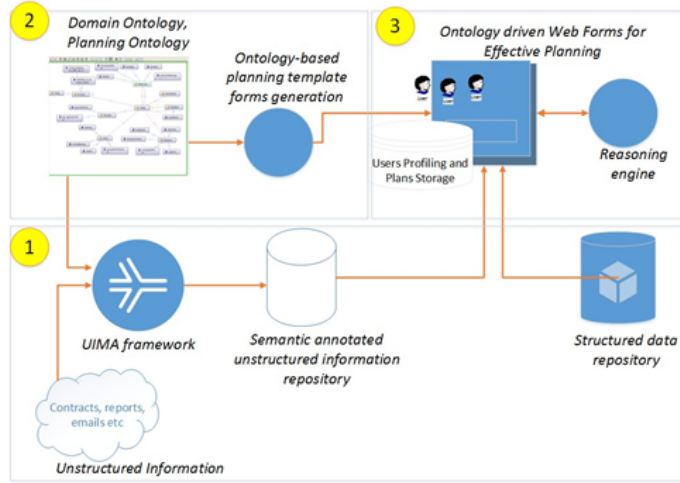 2
Domain Ontology,
Planning Ontology
Ontology-based
planning template
forms generation
3
Ontology driven Web Forms for
Effective Planning
Users Profiling and
Plans Storage
Reasoning
engine
1
UIMA framework
Semantic annotated
unstructured information
repository
Structured data
repository
Contracts, reports,
emails etc
Unstructured Information